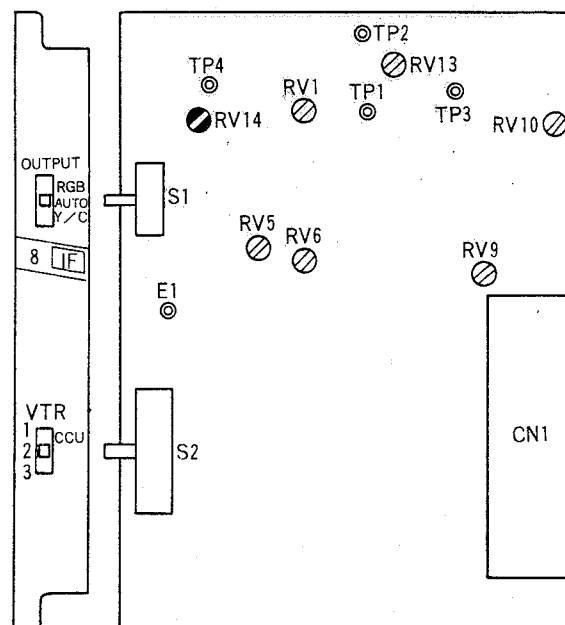 TP2
RV13
TP4
RV1
TP1
TP3
RV14
RV10
OUTPUT
RGB
AUTO
Y/C
S1
RV5
RV6
8 IF
RV9
E1
VTR
1
CCU
2
3
S2
CN1